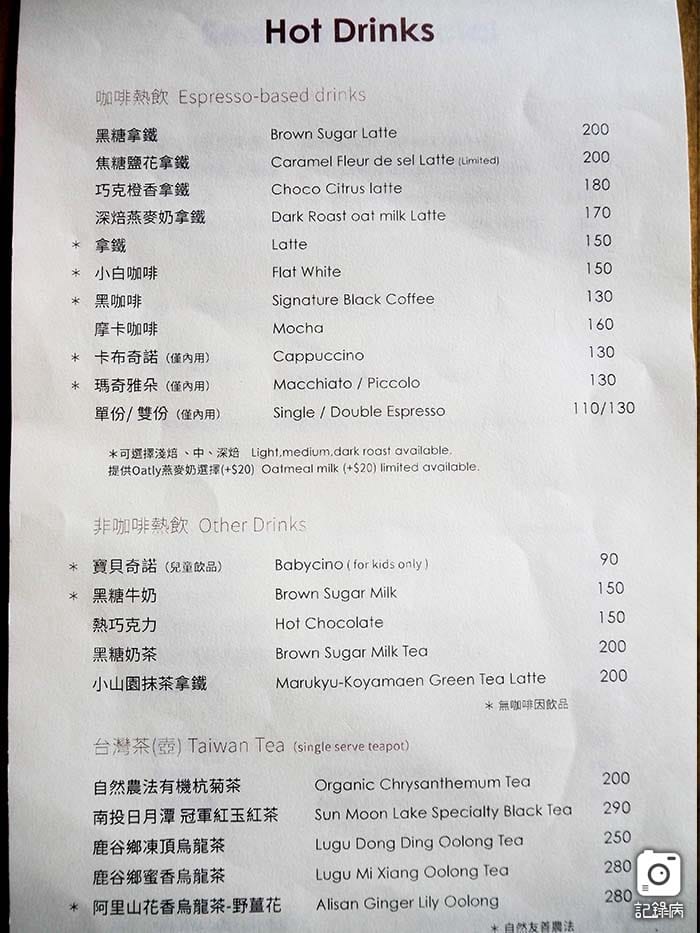 Hot Drinks
咖啡熱飲 Espresso-based drinks
黑糖拿鐵 Brown Sugar Latte 200
焦糖鹽花拿鐵 Caramel Fleur de sel Latte (Limited) 200
巧克橙香拿鐵 Choco Citrus latte 180
深焙燕麥奶拿鐵 Dark Roast oat milk Latte 170
* 拿鐵 Latte 150
* 小白咖啡 Flat White 150
* 黑咖啡 Signature Black Coffee 130
摩卡咖啡 Mocha 160
* 卡布奇諾 (僅內用) Cappuccino 130
* 瑪奇雅朵 (僅內用) Macchiato / Piccolo 130
單份/ 雙份 (僅內用) Single / Double Espresso 110/130
*可選擇淺焙、中、深焙 Light,medium,dark roast available.
提供Oatly燕麥奶選擇(+$20) Oatmeal milk (+$20) limited available.
非咖啡熱飲 Other Drinks
* 寶貝奇諾 (兒童飲品) Babycino ( for kids only ) 90
* 黑糖牛奶 Brown Sugar Milk 150
熱巧克力 Hot Chocolate 150
黑糖奶茶 Brown Sugar Milk Tea 200
小山園抹茶拿鐵 Marukyu-Koyamaen Green Tea Latte 200
* 無咖啡因飲品
台灣茶(壺) Taiwan Tea (single serve teapot)
自然農法有機杭菊茶 Organic Chrysanthemum Tea 200
南投日月潭 冠軍紅玉紅茶 Sun Moon Lake Specialty Black Tea 290
鹿谷鄉凍頂烏龍茶 Lugu Dong Ding Oolong Tea 250
鹿谷鄉蜜香烏龍茶 Lugu Mi Xiang Oolong Tea 280
* 阿里山花香烏龍茶-野薑花 Alisan Ginger Lily Oolong 280
* 自然友善農法
記錄病